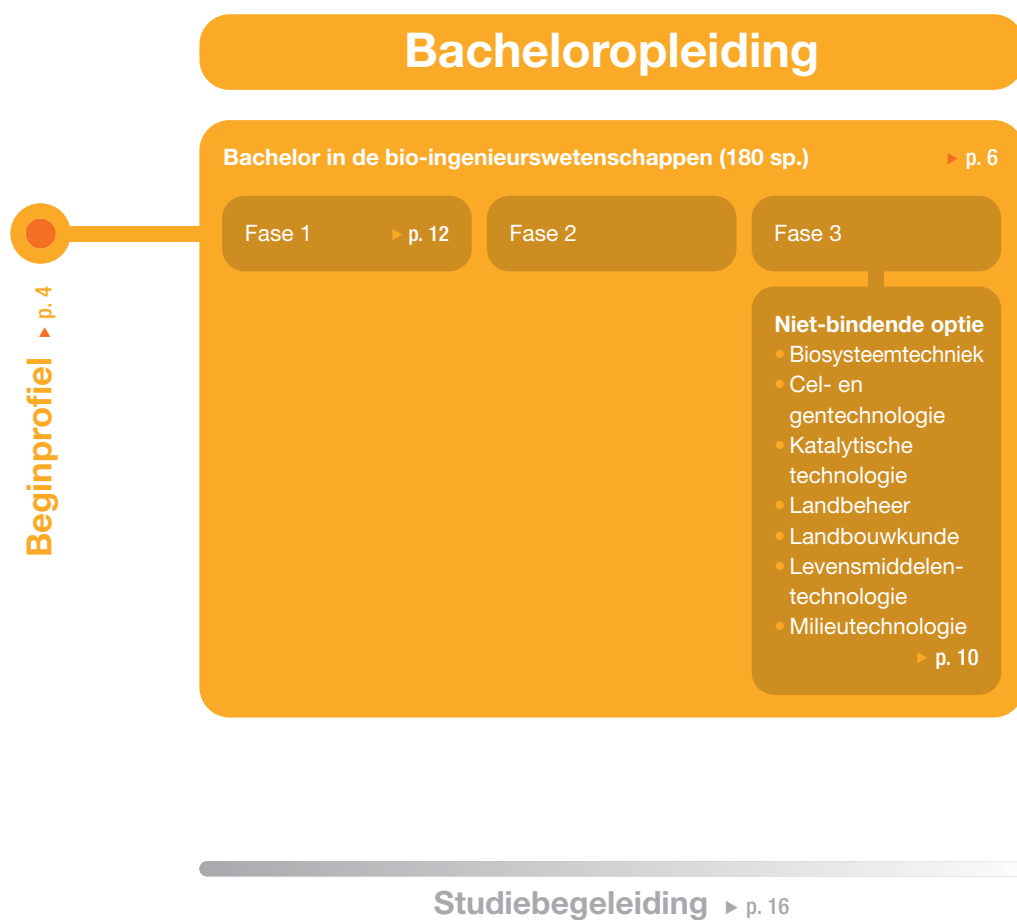 Bacheloropleiding
Bachelor in de bio-ingenieurswetenschappen (180 sp.) ▸ p. 6
Fase 1 ▸ p. 12
Fase 2
Fase 3
Beginprofiel ▸ p. 4
Niet-bindende optie
• Biosysteemtechniek
• Cel- en
gentechnologie
• Katalytische
technologie
• Landbeheer
• Landbouwkunde
• Levensmiddelen-
technologie
• Milieutechnologie
▸ p. 10
Studiebegeleiding ▸ p. 16